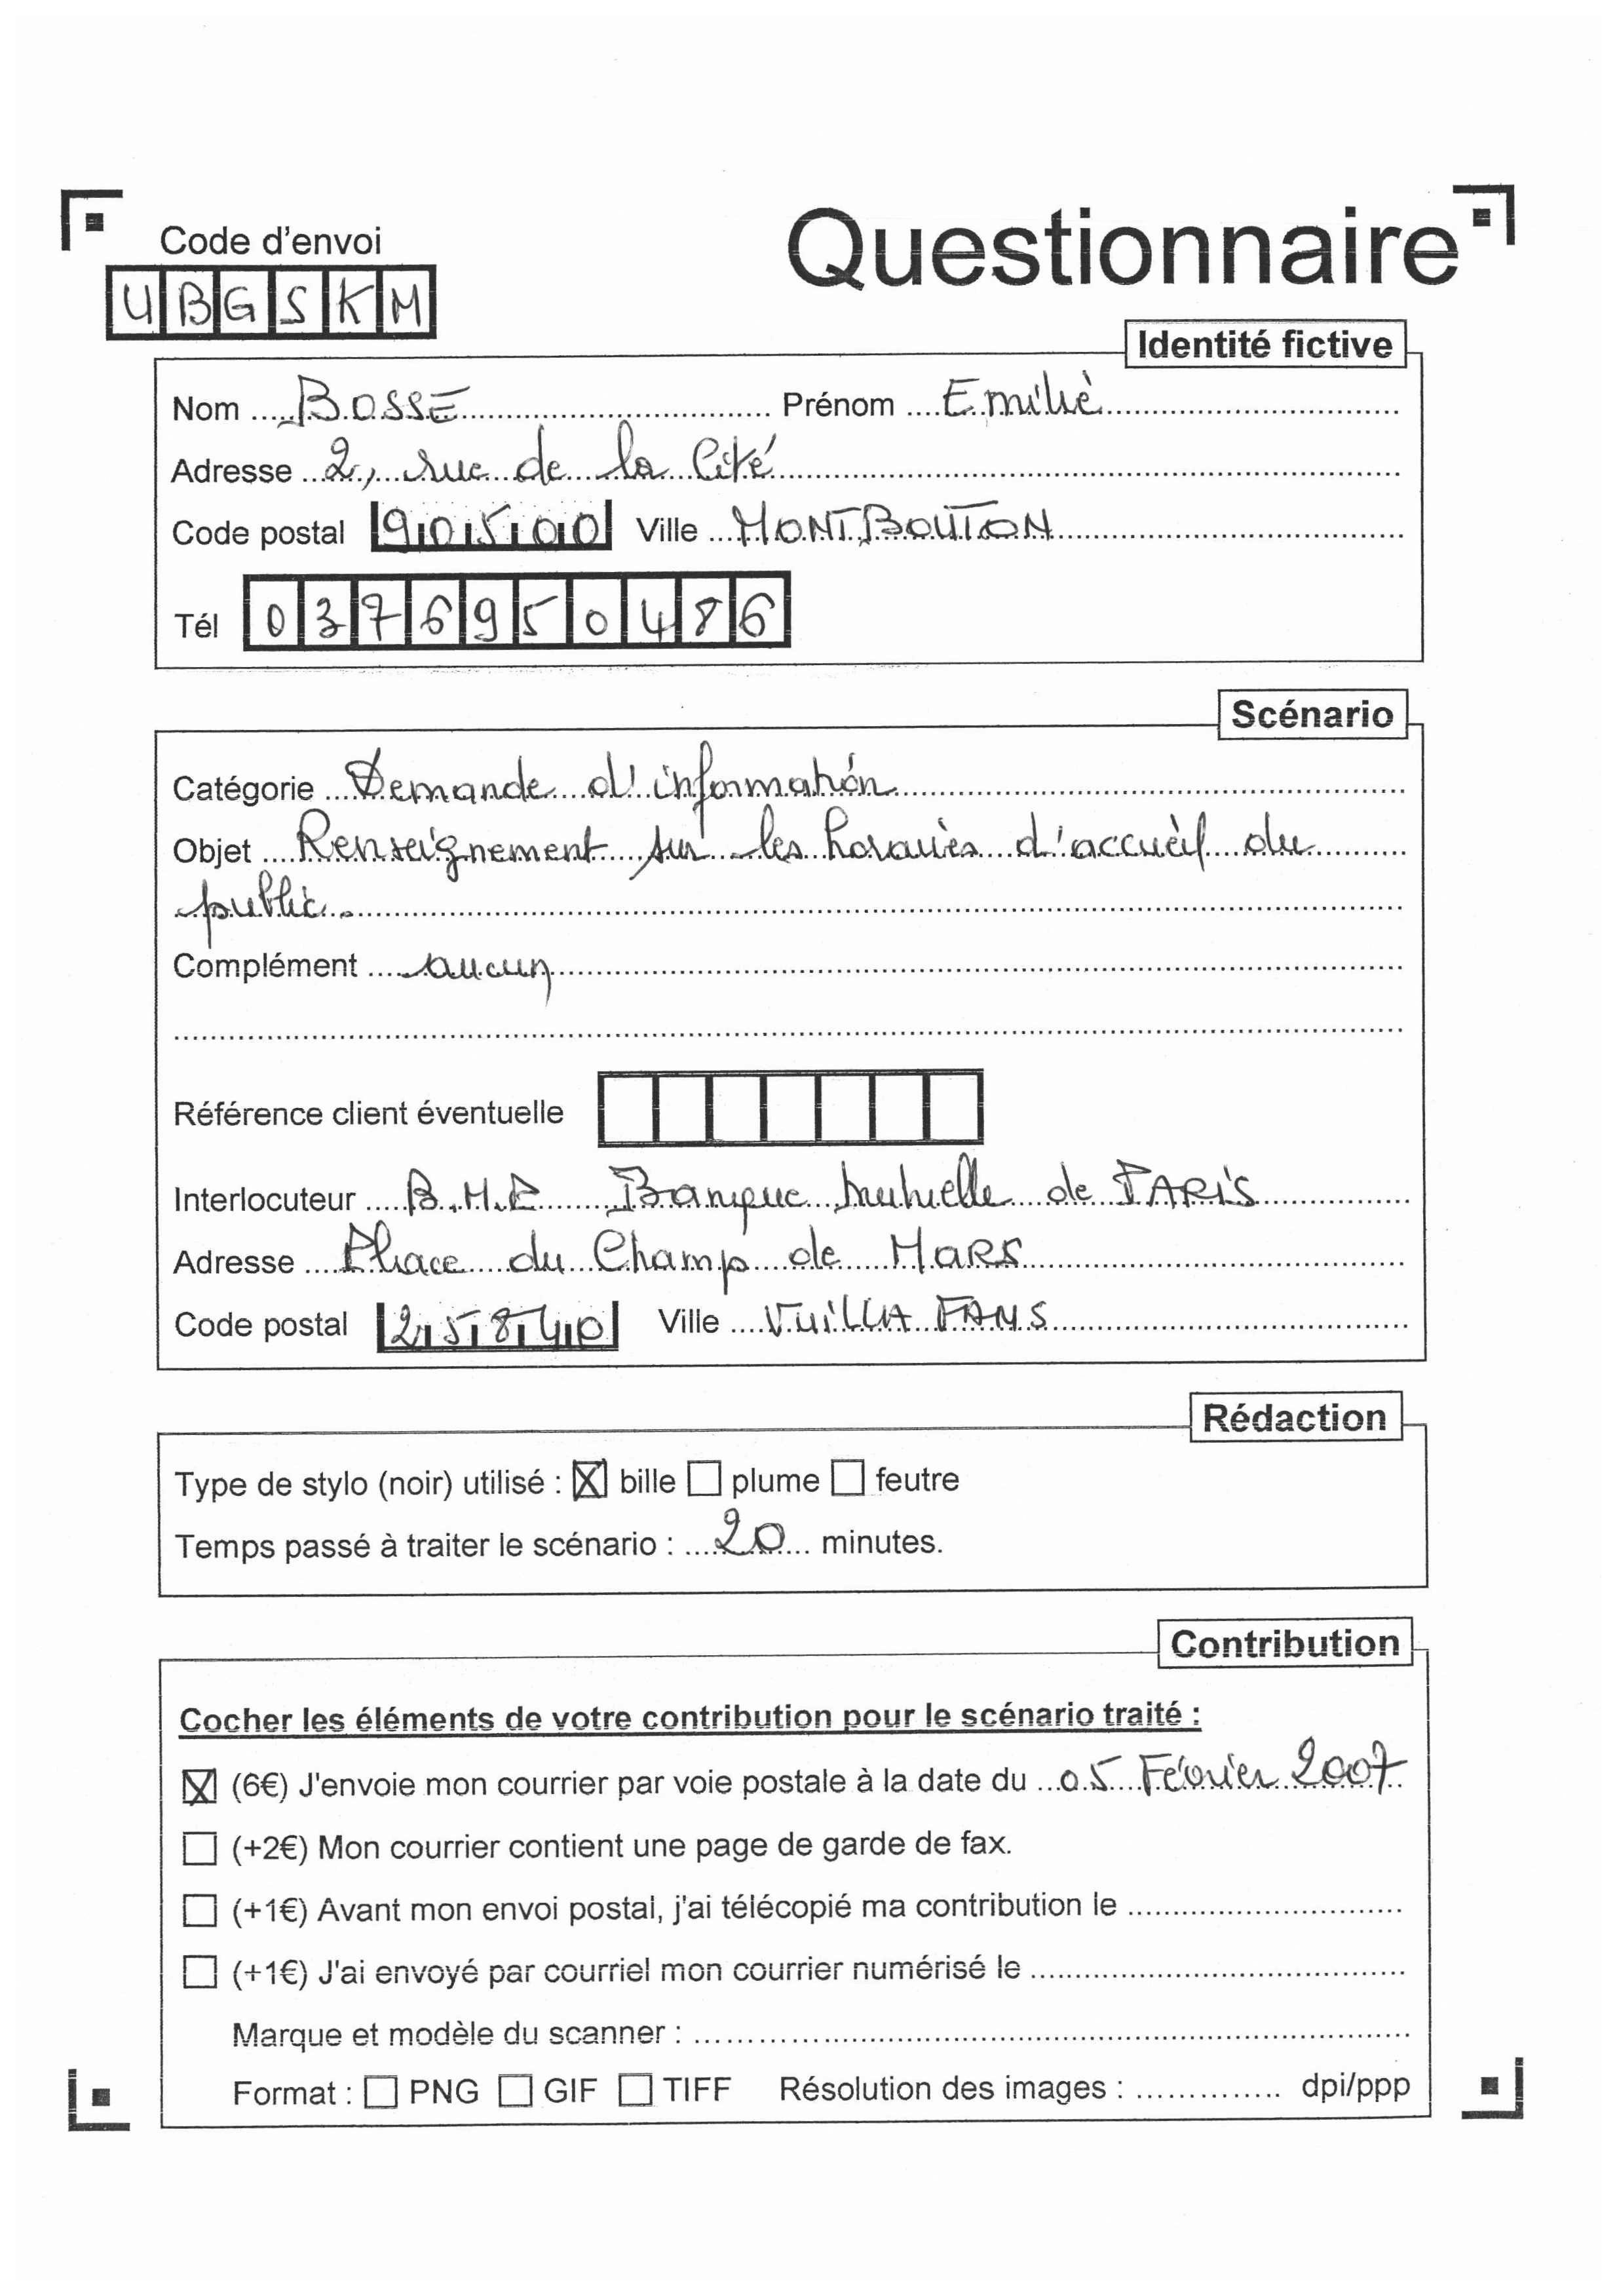 Code d'envoi
Questionnaire
UBGSKM
Identité fictive
Nom BOSSE Prénom Emilie
Adresse 2, rue de la Cité
Code postal 90500 Ville MONTBOUTON
Tél 0376950486
Scénario
Catégorie Demande d'information
Objet Renseignement sur les horaires d'accueil du
public.
Complément aucun
Référence client éventuelle
Interlocuteur B.M.P Banque Mutuelle de PARIS
Adresse Place du Champ de MARS
Code postal 25840 Ville VUILLAFANS
Rédaction
Type de stylo (noir) utilisé : ☒ bille ☐ plume ☐ feutre
Temps passé à traiter le scénario : 20 minutes.
Contribution
Cocher les éléments de votre contribution pour le scénario traité :
☒ (6€) J'envoie mon courrier par voie postale à la date du 05 Février 2007
☐ (+2€) Mon courrier contient une page de garde de fax.
☐ (+1€) Avant mon envoi postal, j'ai télécopié ma contribution le
☐ (+1€) J'ai envoyé par courriel mon courrier numérisé le
Marque et modèle du scanner :
Format : ☐ PNG ☐ GIF ☐ TIFF Résolution des images : dpi/ppp